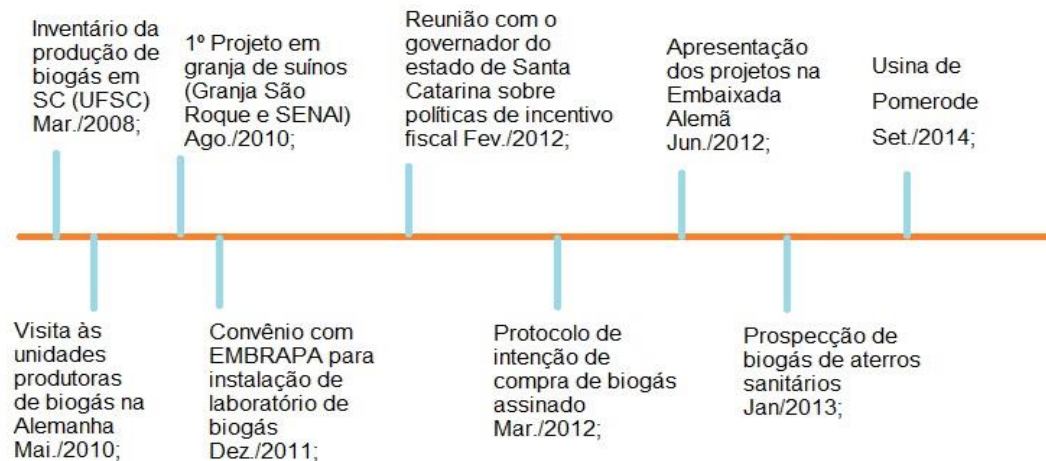 Inventário da
produção de
biogás em
SC (UFSC)
Mar./2008;
1º Projeto em
granja de suínos
(Granja São
Roque e SENAI)
Ago./2010;
Reunião com o
governador do
estado de Santa
Catarina sobre
políticas de incentivo
fiscal Fev./2012;
Apresentação
dos projetos na
Embaixada
Alemã
Jun./2012;
Usina de
Pomerode
Set./2014;
Visita às
unidades
produtoras
de biogás na
Alemanha
Mai./2010;
Convênio com
EMBRAPA para
instalação de
laboratório de
biogás
Dez./2011;
Protocolo de
intenção de
compra de biogás
assinado
Mar./2012;
Prospecção de
biogás de aterros
sanitários
Jan/2013;